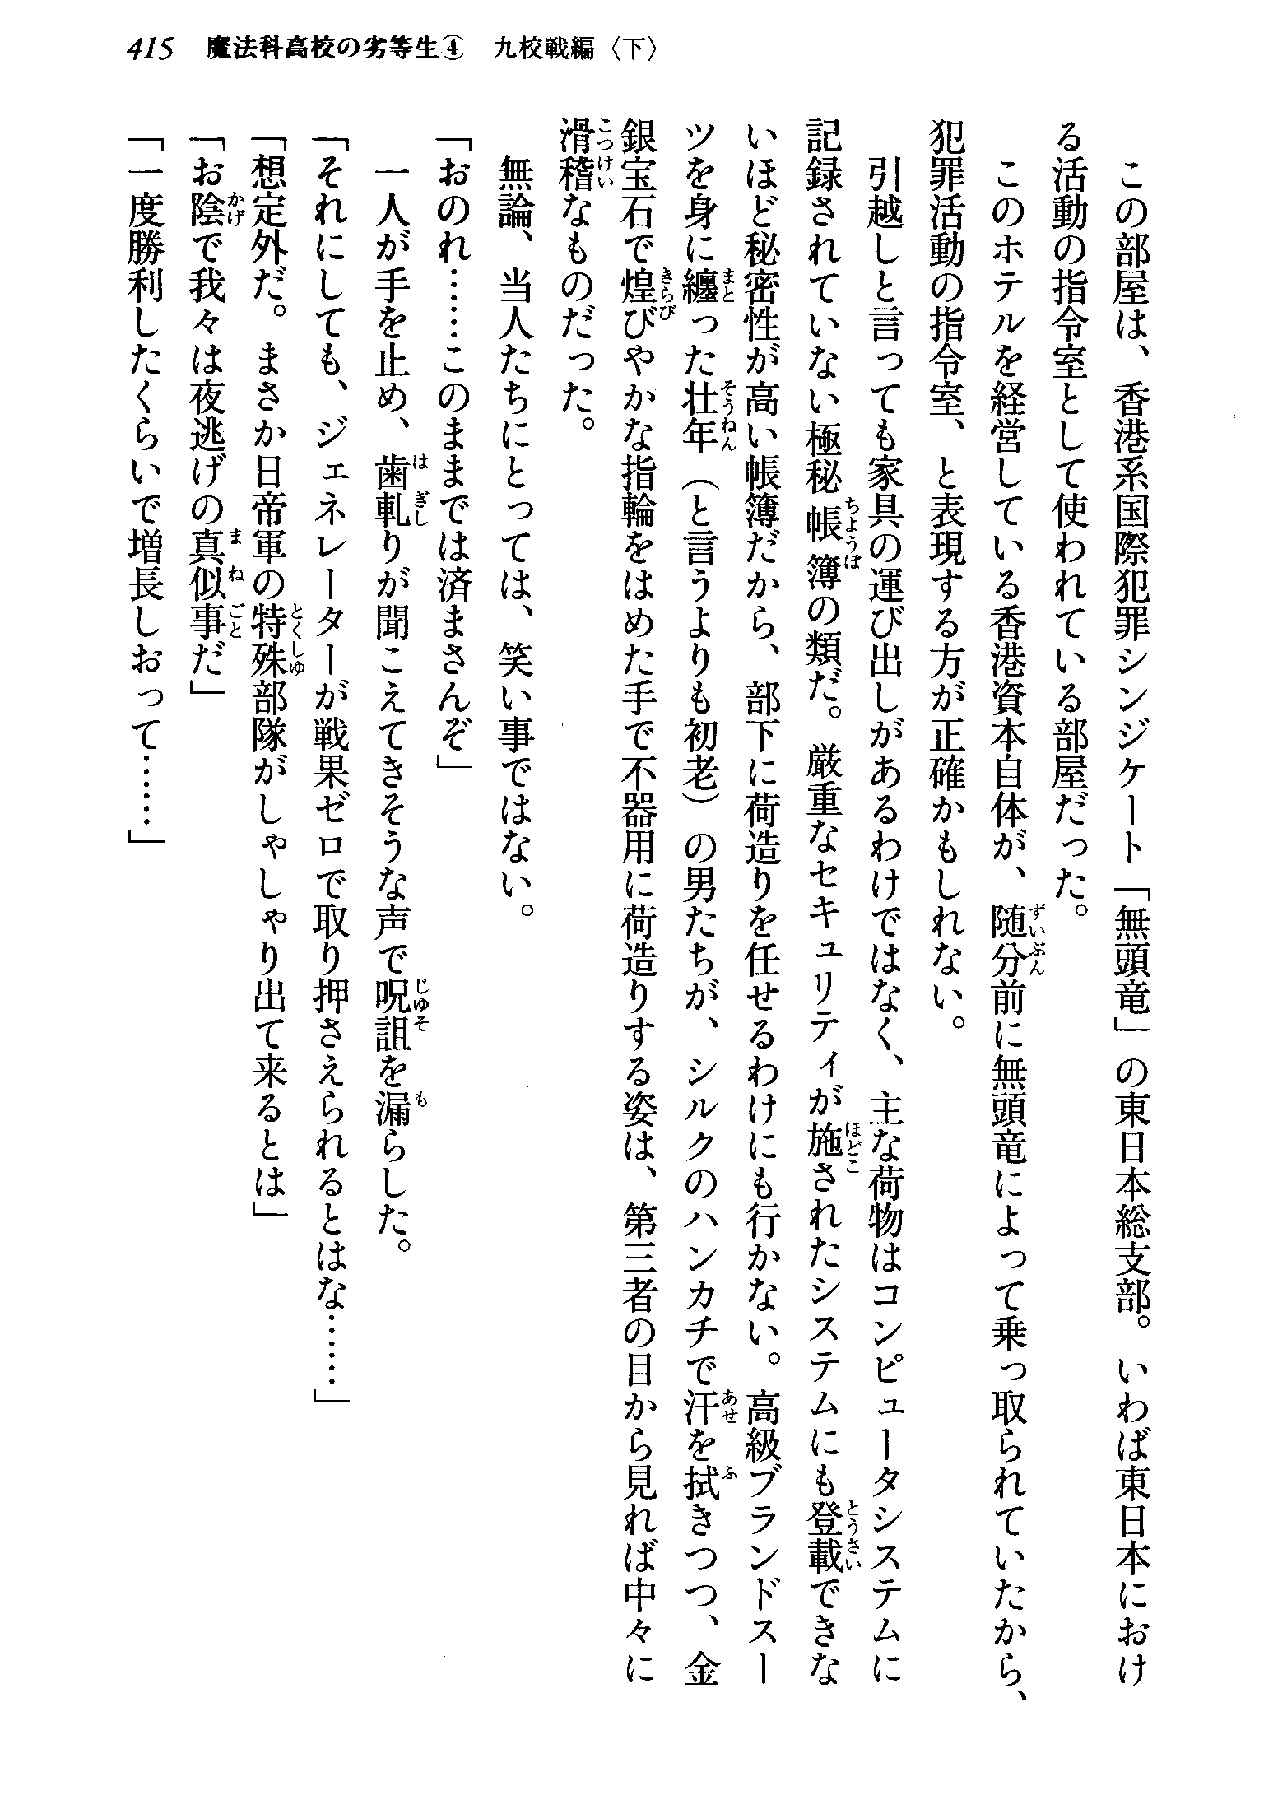 415　魔法科高校の劣等生④　九校戦編〈下〉
　この部屋は、香港系国際犯罪シンジケート「無頭竜」の東日本総支部。いわば東日本におけ
る活動の指令室として使われている部屋だった。
　このホテルを経営している香港資本自体が、随分前に無頭竜によって乗っ取られていたから、
犯罪活動の指令室、と表現する方が正確かもしれない。
　引越しと言っても家具の運び出しがあるわけではなく、主な荷物はコンピュータシステムに
記録されていない極秘帳簿の類だ。厳重なセキュリティが施されたシステムにも登載できな
いほど秘密性が高い帳簿だから、部下に荷造りを任せるわけにも行かない。高級ブランドスー
ツを身に纏った壮年（と言うよりも初老）の男たちが、シルクのハンカチで汗を拭きつつ、金
銀宝石で煌びやかな指輪をはめた手で不器用に荷造りする姿は、第三者の目から見れば中々に
滑稽なものだった。
　無論、当人たちにとっては、笑い事ではない。
「おのれ……このままでは済まさんぞ」
　一人が手を止め、歯軋りが聞こえてきそうな声で呪詛を漏らした。
「それにしても、ジェネレーターが戦果ゼロで取り押さえられるとはな……」
「想定外だ。まさか日帝軍の特殊部隊がしゃしゃり出て来るとは」
「お陰で我々は夜逃げの真似事だ」
「一度勝利したくらいで増長しおって……」